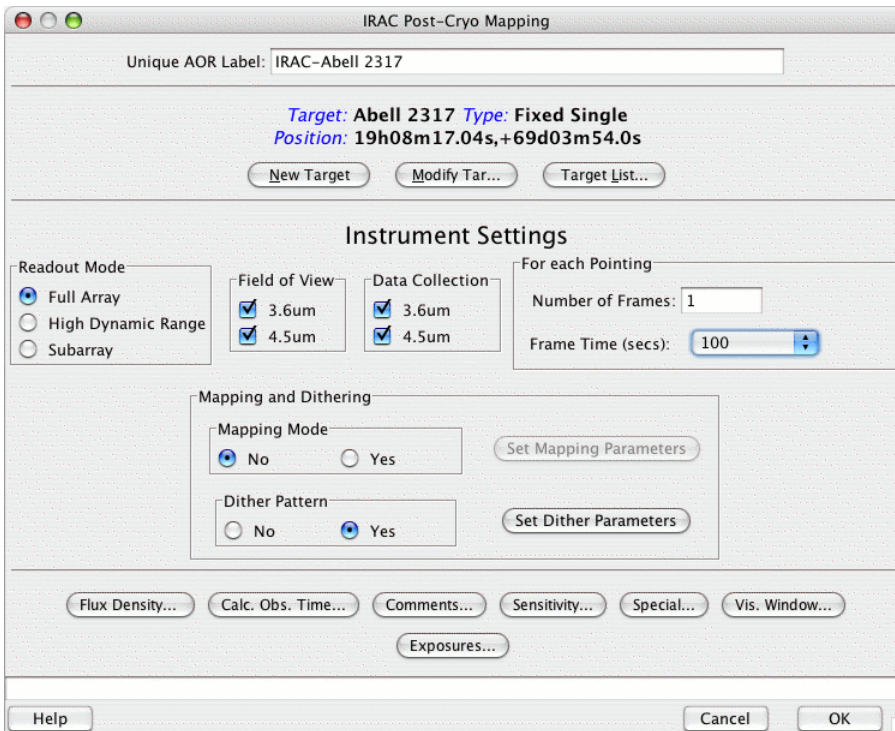 IRAC Post-Cryo Mapping
Unique AOR Label: IRAC-Abell 2317
Target: Abell 2317 Type: Fixed Single
Position: 19h08m17.04s,+69d03m54.0s
New Target Modify Tar... Target List...
Instrument Settings
Readout Mode
Full Array
High Dynamic Range
Subarray
Field of View
3.6um
4.5um
Data Collection
3.6um
4.5um
For each Pointing
Number of Frames: 1
Frame Time (secs): 100
Mapping and Dithering
Mapping Mode
No Yes
Set Mapping Parameters
Dither Pattern
No Yes
Set Dither Parameters
Flux Density... Calc. Obs. Time... Comments... Sensitivity... Special... Vis. Window...
Exposures...
Help Cancel OK